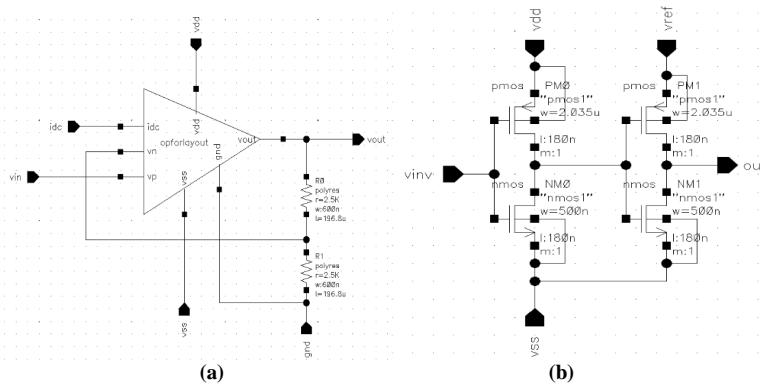 vdd
idc
idc
vdd
opforlayout
vout
vout
vn
gnd
vin
vp
vss
R0
polyres
r=2.5K
w:600n
l=196.8u
R1
polyres
r=2.5K
w:600n
l=196.8u
vss
gnd
(a)
vdd
vref
pmos
PM0
"pmos1"
w=2.035u
l:180n
m:1
pmos
PM1
"pmos1"
w=2.035u
l:180n
m:1
vinv
ou
nmos
NM0
"nmos1"
w=500n
l:180n
m:1
nmos
NM1
"nmos1"
w=500n
l:180n
m:1
vss
(b)